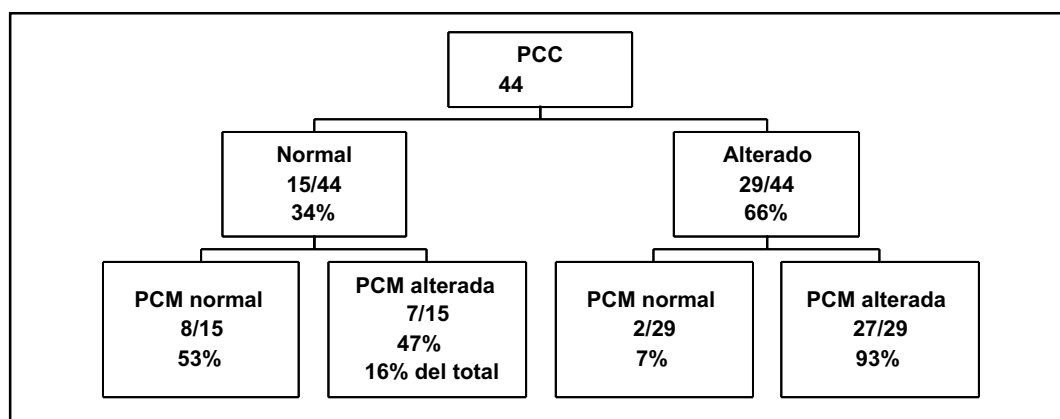 PCC
44
Normal
15/44
34%
Alterado
29/44
66%
PCM normal
8/15
53%
PCM alterada
7/15
47%
16% del total
PCM normal
2/29
7%
PCM alterada
27/29
93%